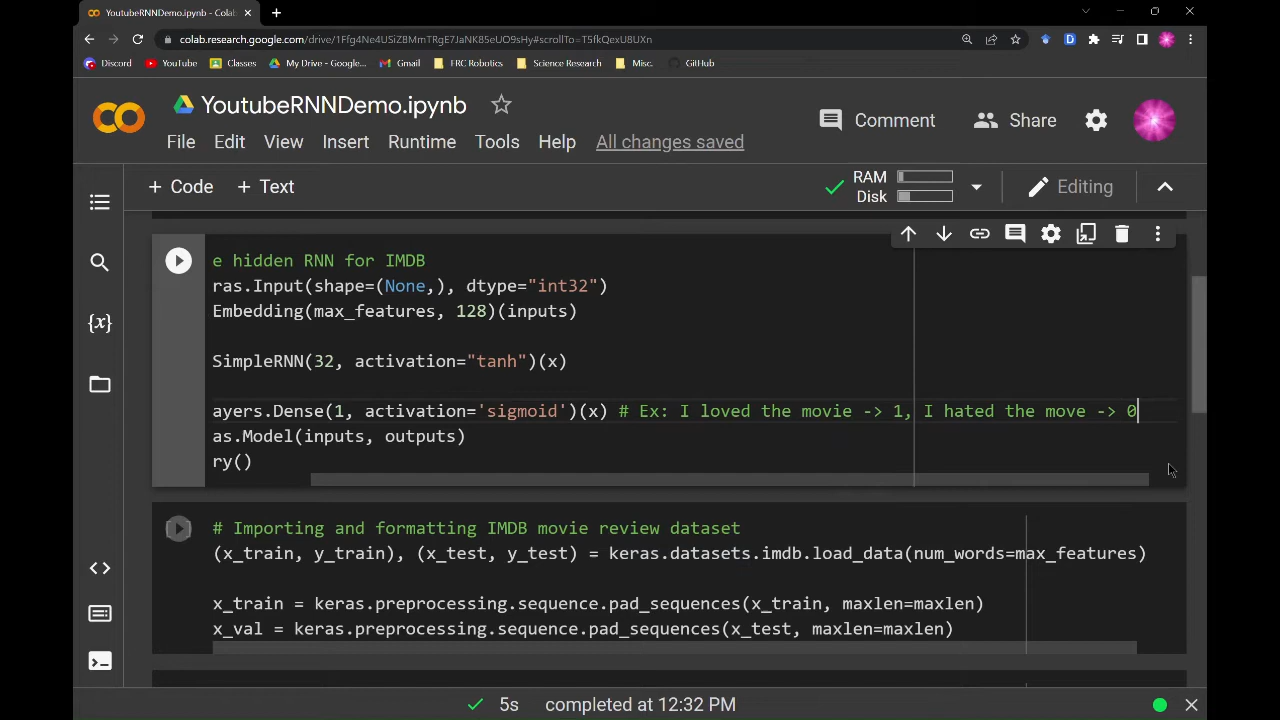 YoutubeRNNDemo.ipynb - Colab
colab.research.google.com/drive/1Ffg4Ne4USiZ8MmTRgE7JaNK85eUO9sHy#scrollTo=T5fkQexU8UXn
Discord YouTube Classes My Drive - Google... Gmail FRC Robotics Science Research Misc. GitHub
YoutubeRNNDemo.ipynb
Comment Share
File Edit View Insert Runtime Tools Help All changes saved
+ Code + Text RAM Disk Editing
e hidden RNN for IMDB
ras.Input(shape=(None,), dtype="int32")
Embedding(max_features, 128)(inputs)
SimpleRNN(32, activation="tanh")(x)
ayers.Dense(1, activation='sigmoid')(x) # Ex: I loved the movie -> 1, I hated the move -> 0
as.Model(inputs, outputs)
ry()
# Importing and formatting IMDB movie review dataset
(x_train, y_train), (x_test, y_test) = keras.datasets.imdb.load_data(num_words=max_features)
x_train = keras.preprocessing.sequence.pad_sequences(x_train, maxlen=maxlen)
x_val = keras.preprocessing.sequence.pad_sequences(x_test, maxlen=maxlen)
5s completed at 12:32 PM